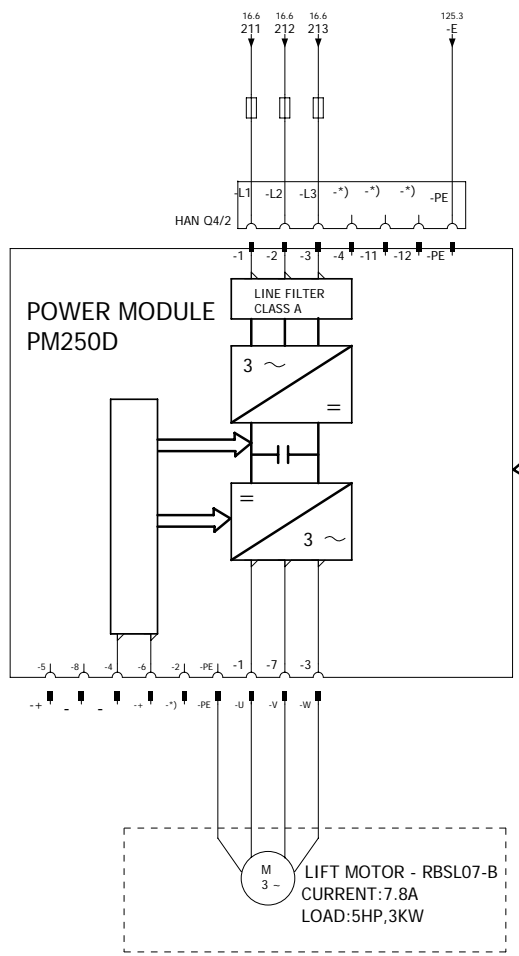 16.6 16.6 16.6 125.3
211 212 213 -E
-L1 -L2 -L3 -*) -*) -*) -PE
HAN Q4/2
-1 -2 -3 -4 -11 -12 -PE
LINE FILTER
CLASS A
POWER MODULE
PM250D
3 ~
=
=
3 ~
-5 -8 -4 -6 -2 -PE -1 -7 -3
-+ - - -+ -*) -PE -U -V -W
M
3 ~
LIFT MOTOR - RBSL07-B
CURRENT:7.8A
LOAD:5HP,3KW